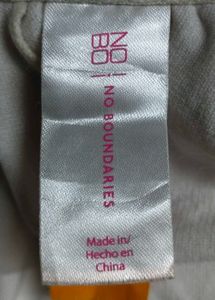 NO
BO
NO BOUNDARIES
Made in/
Hecho en
China